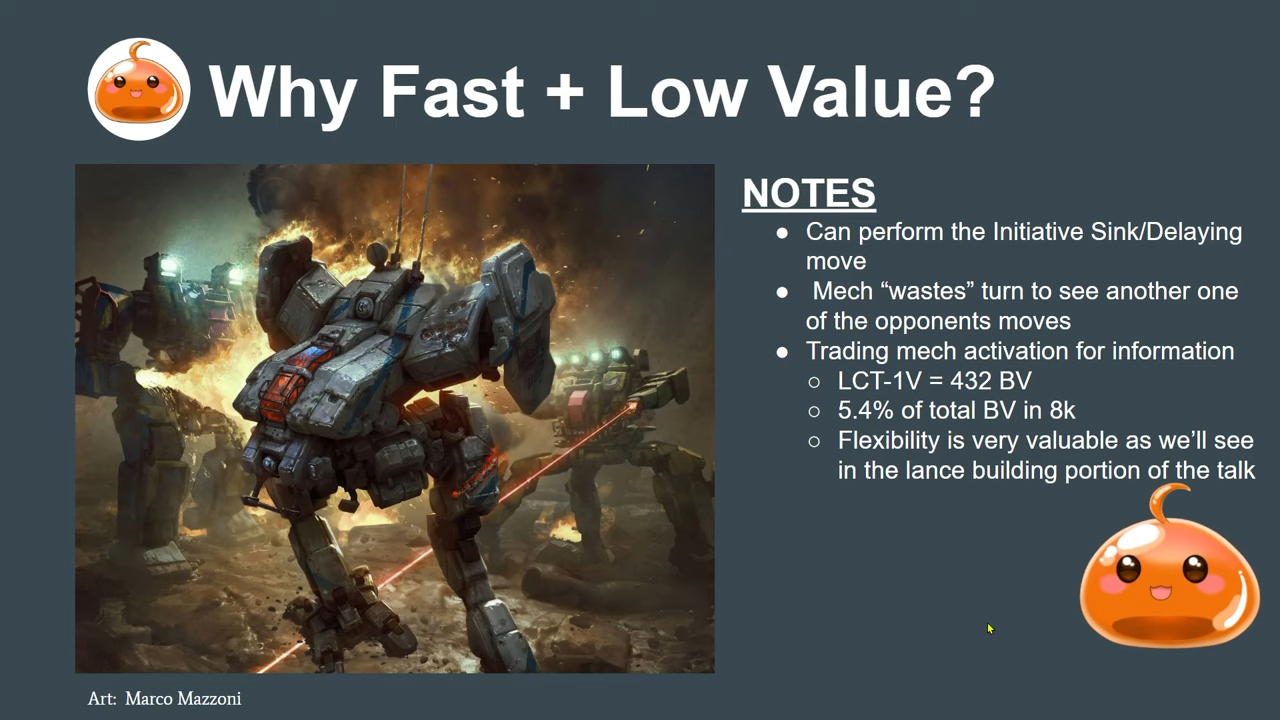 Why Fast + Low Value?
NOTES
● Can perform the Initiative Sink/Delaying
move
● Mech “wastes” turn to see another one
of the opponents moves
● Trading mech activation for information
○ LCT-1V = 432 BV
○ 5.4% of total BV in 8k
○ Flexibility is very valuable as we’ll see
in the lance building portion of the talk
Art: Marco Mazzoni